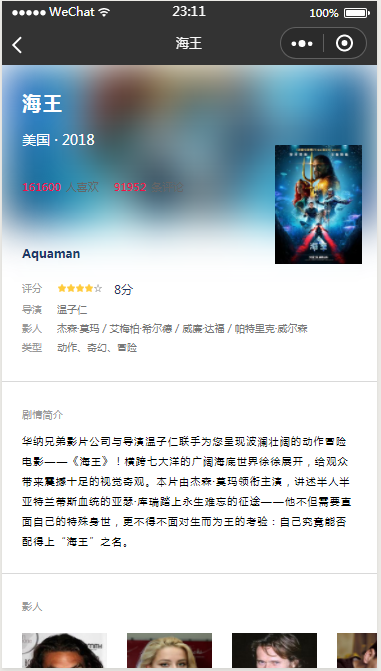 WeChat 23:11 100%
海王
海王
美国 · 2018
161600 人喜欢 91952
Aquaman
评分 ★★★★☆ 8分
导演 温子仁
影人 杰森·莫玛 / 艾梅柏·希尔德 / 威廉·达福 / 帕特里克·威尔森
类型 动作、奇幻、冒险
剧情简介
华纳兄弟影片公司与导演温子仁联手为您呈现波澜壮阔的动作冒险
电影——《海王》！横跨七大洋的广阔海底世界徐徐展开，给观众
带来震撼十足的视觉奇观。本片由杰森·莫玛领衔主演，讲述半人半
亚特兰蒂斯血统的亚瑟·库瑞踏上永生难忘的征途——他不但需要直
面自己的特殊身世，更不得不面对生而为王的考验：自己究竟能否
配得上“海王”之名。
影人